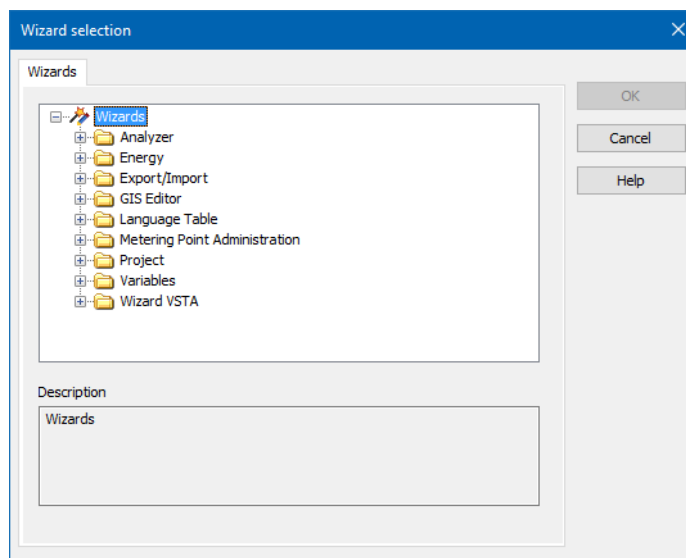 Wizard selection
Wizards
Wizards
Analyzer
Energy
Export/Import
GIS Editor
Language Table
Metering Point Administration
Project
Variables
Wizard VSTA
OK
Cancel
Help
Description
Wizards